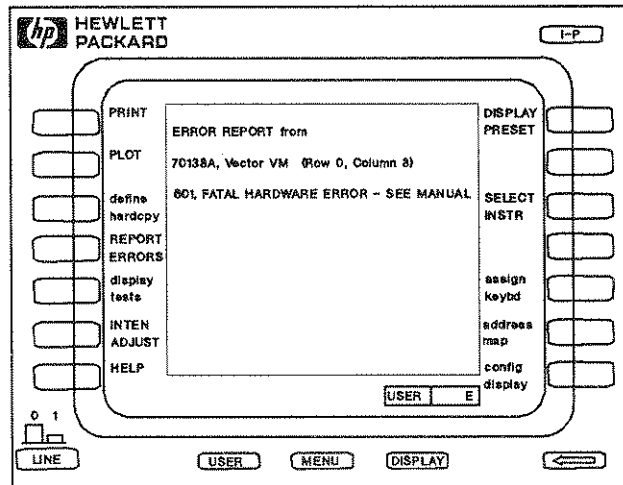 hp HEWLETT
PACKARD
I-P
PRINT
PLOT
define
hardcpy
REPORT
ERRORS
display
tests
INTEN
ADJUST
HELP
ERROR REPORT from
70138A, Vector VM (Row 0, Column 3)
601, FATAL HARDWARE ERROR - SEE MANUAL
USER E
DISPLAY
PRESET
SELECT
INSTR
assign
keybd
address
map
config
display
0 1
LINE
USER
MENU
DISPLAY